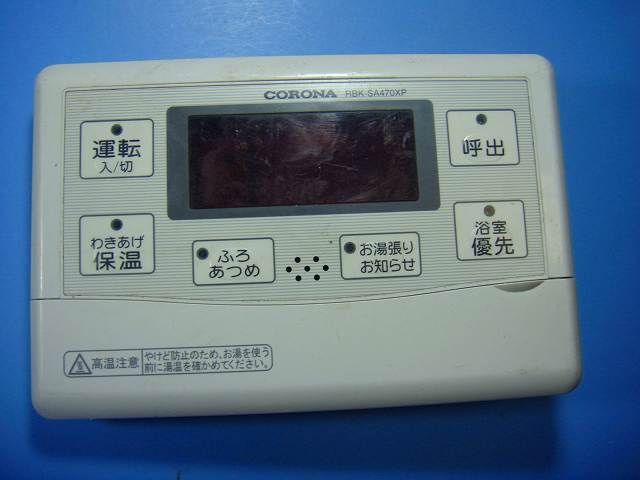 CORONA RBK-SA470XP
運転
入/切
呼出
わきあげ
保温
ふろ
あつめ
お湯張り
お知らせ
浴室
優先
高温注意
やけど防止のため、お湯を使う
前に湯温を確かめてください。